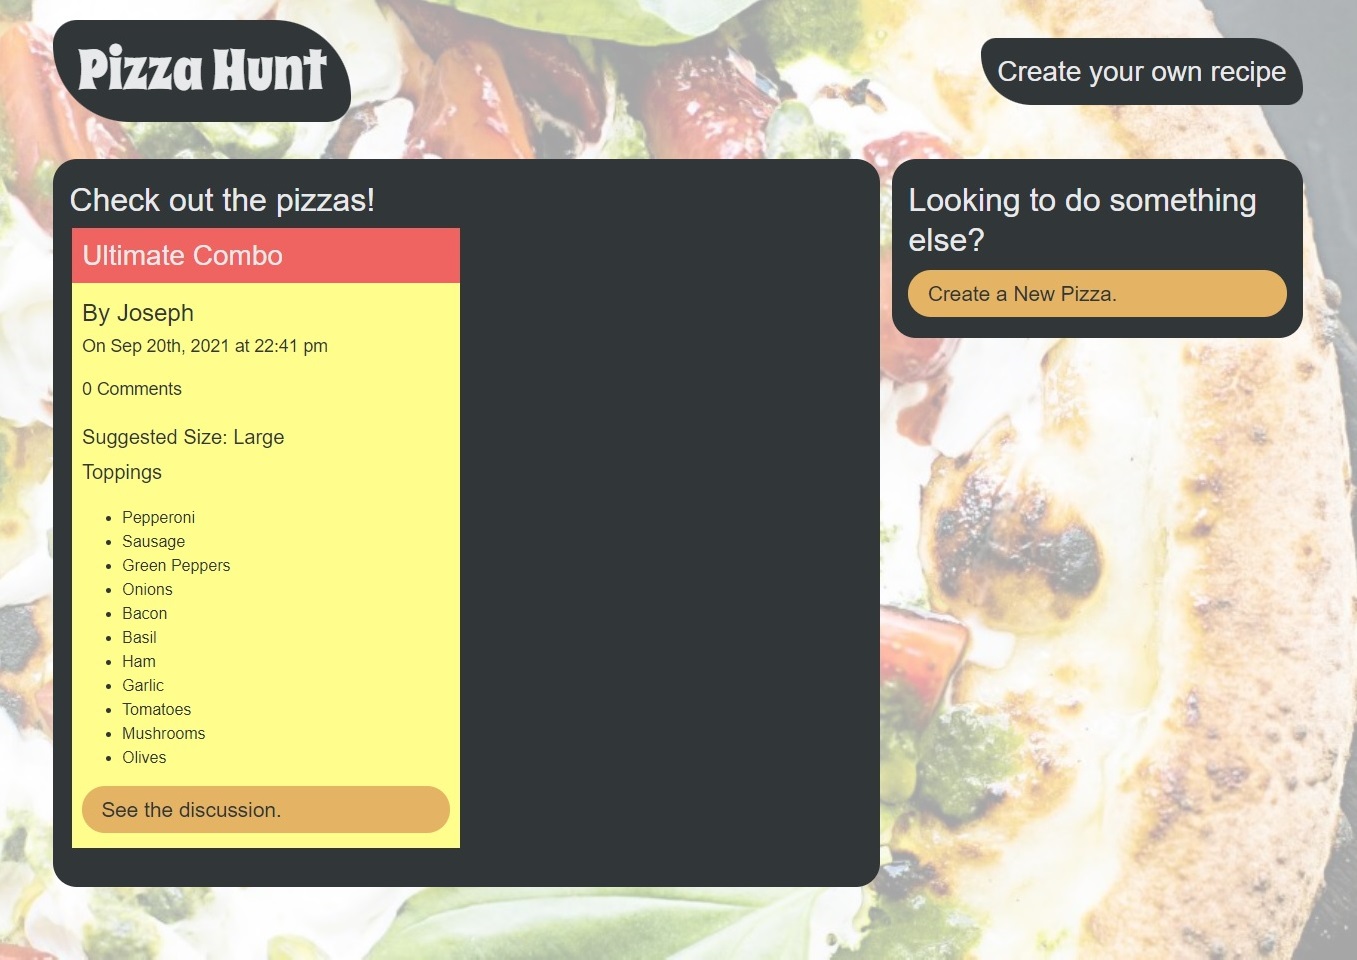 Pizza Hunt
Create your own recipe
Check out the pizzas!
Ultimate Combo
By Joseph
On Sep 20th, 2021 at 22:41 pm
0 Comments
Suggested Size: Large
Toppings
Pepperoni
Sausage
Green Peppers
Onions
Bacon
Basil
Ham
Garlic
Tomatoes
Mushrooms
Olives
See the discussion.
Looking to do something
else?
Create a New Pizza.